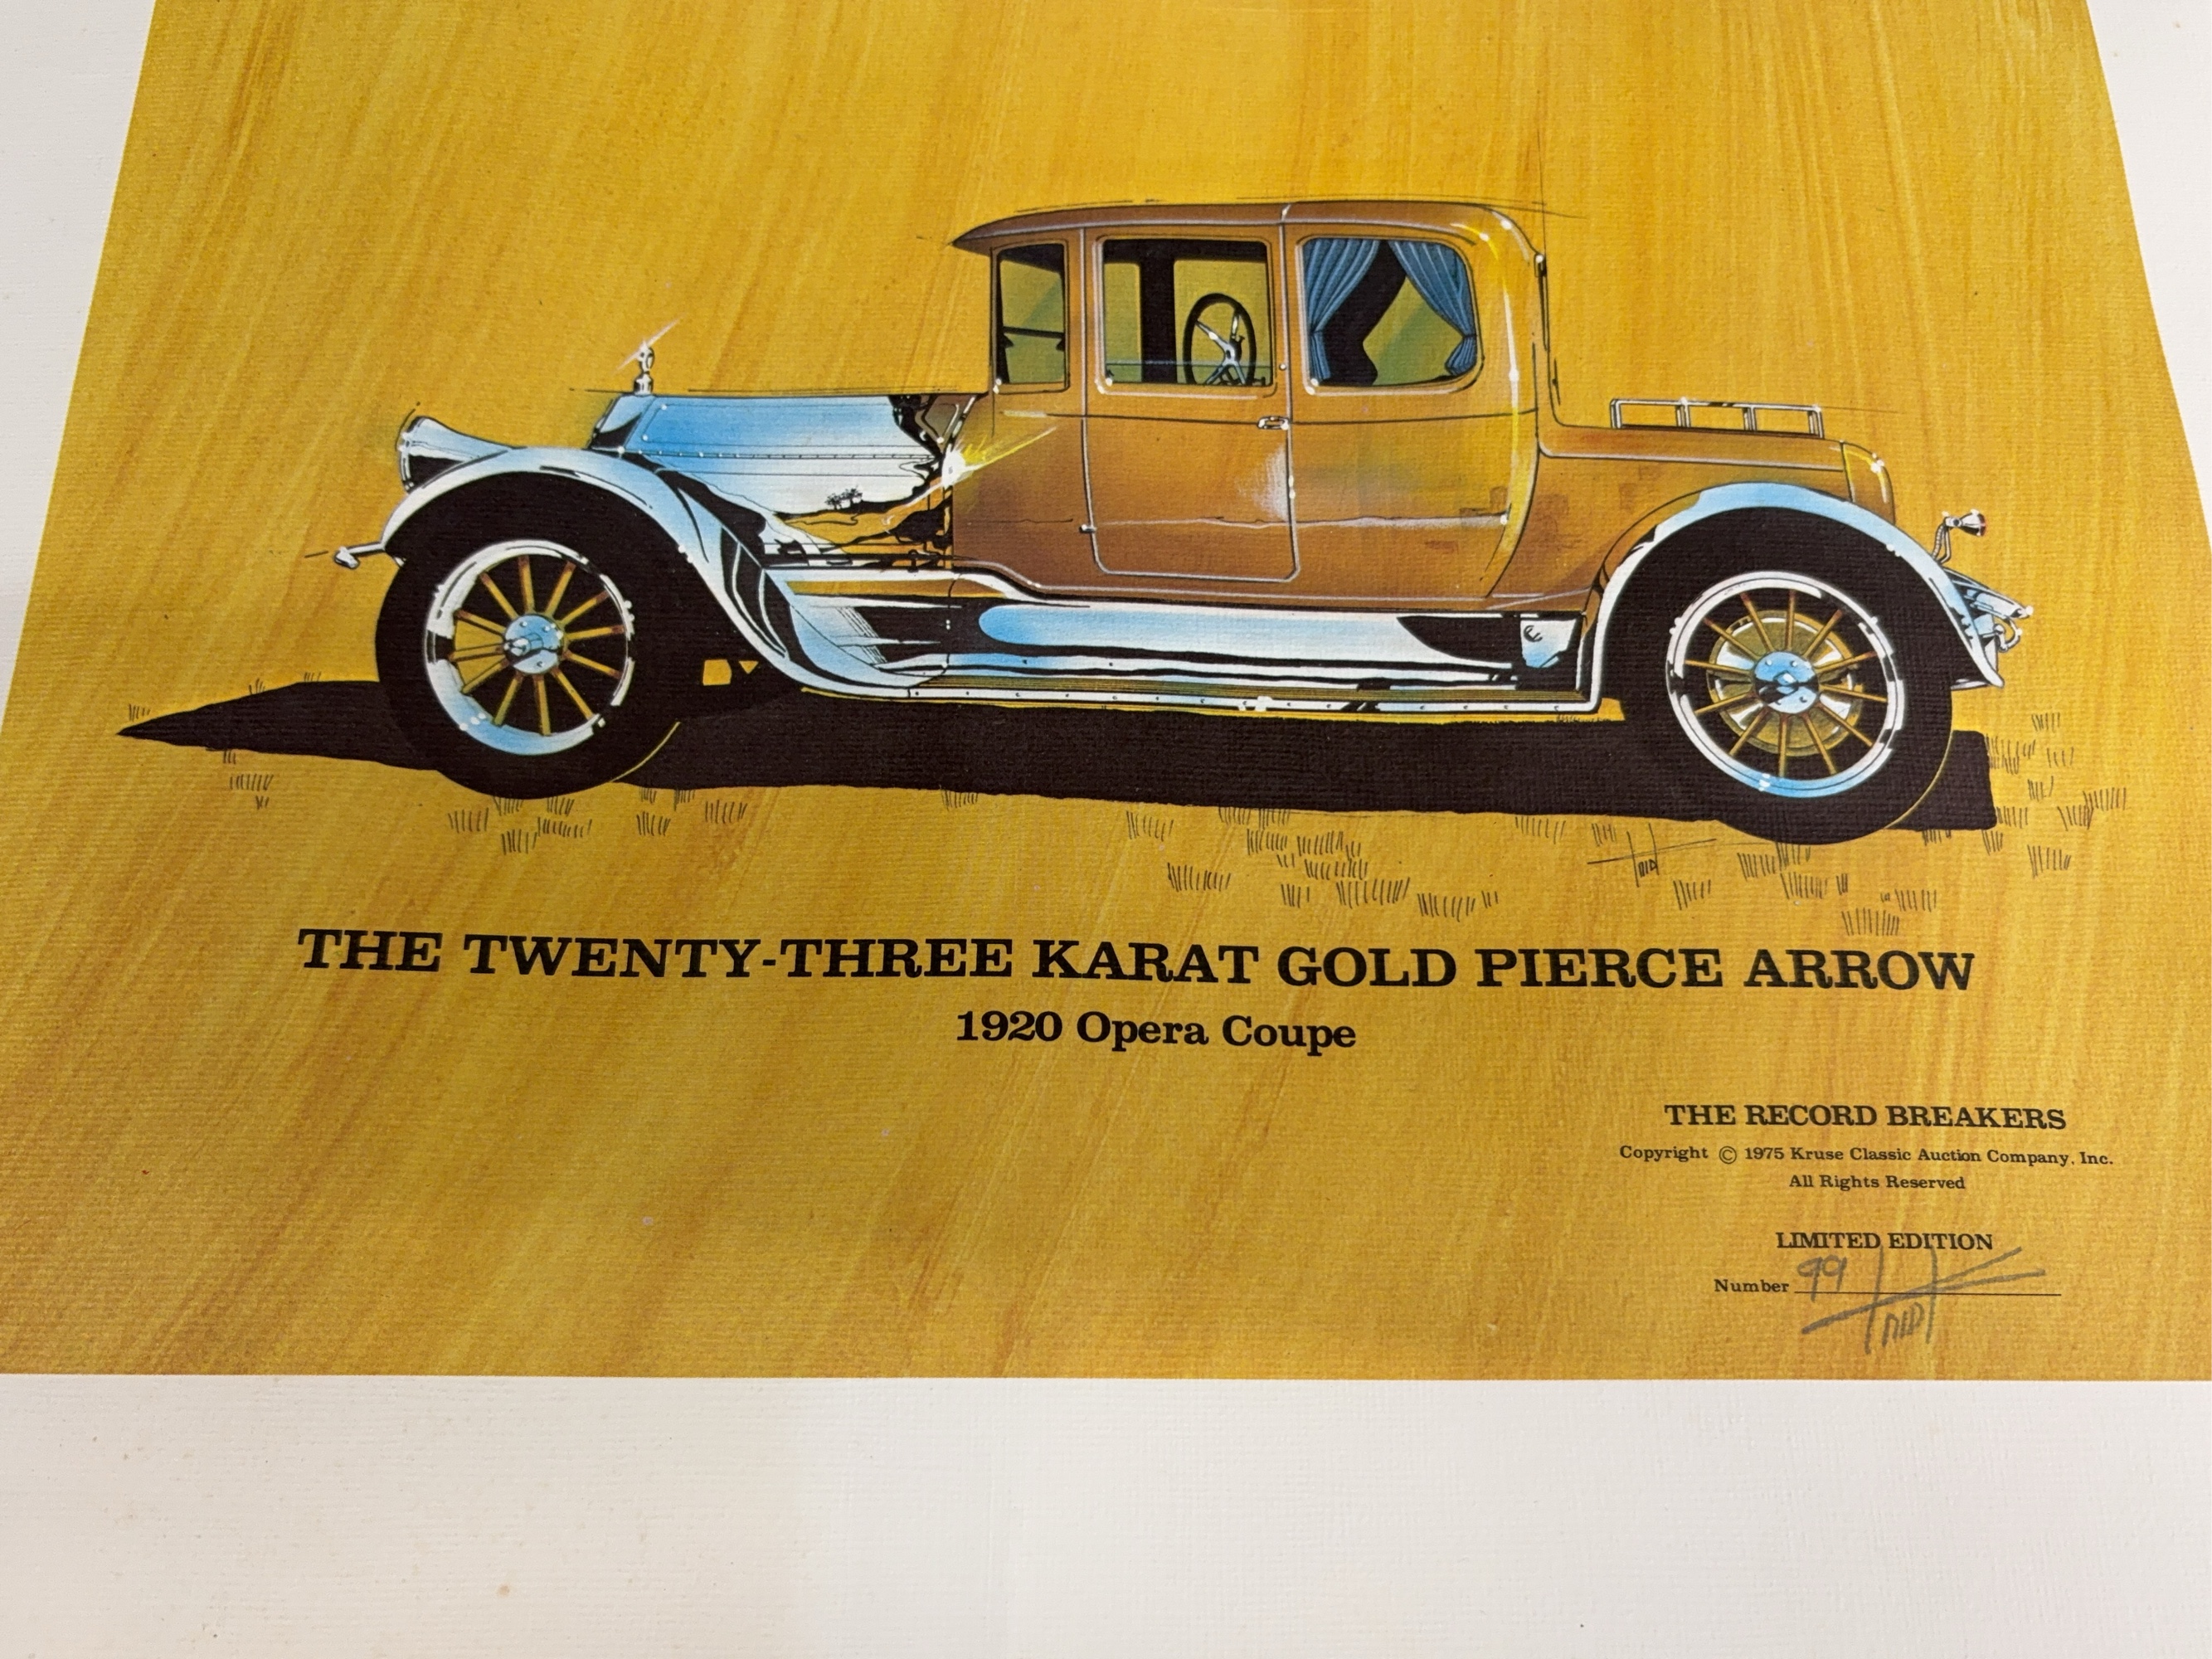 THE TWENTY-THREE KARAT GOLD PIERCE ARROW
1920 Opera Coupe
THE RECORD BREAKERS
Copyright © 1975 Kruse Classic Auction Company, Inc.
All Rights Reserved
LIMITED EDITION
Number 99